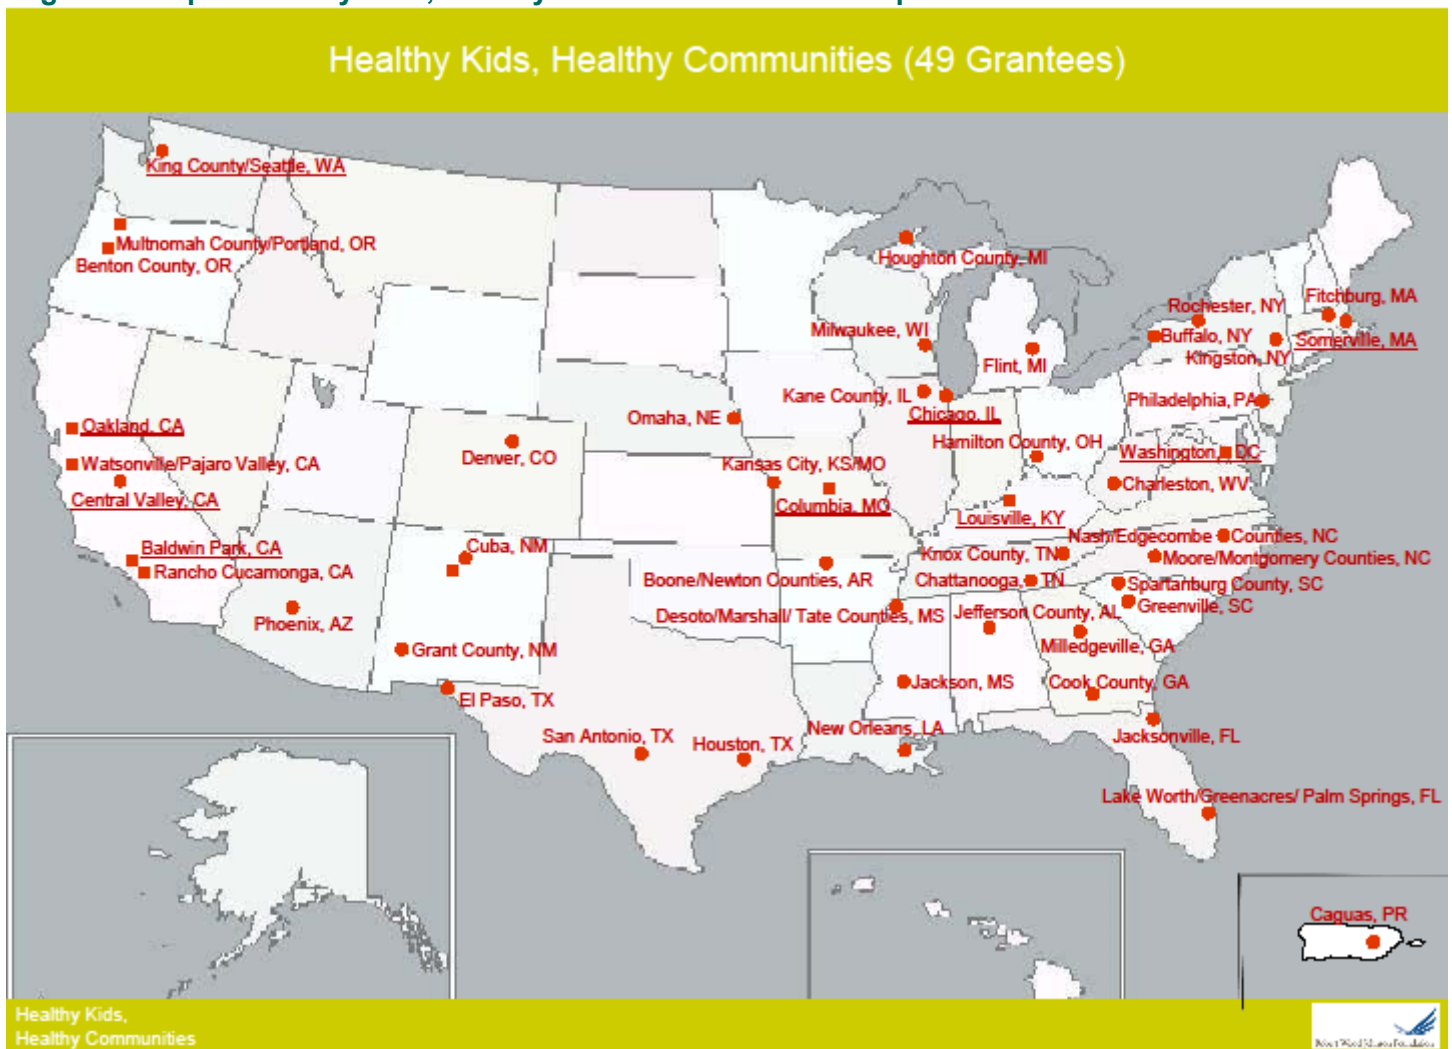 Healthy Kids, Healthy Communities (49 Grantees)
King County/Seattle, WA
Multnomah County/Portland, OR
Benton County, OR
Houghton County, MI
Rochester, NY
Fitchburg, MA
Milwaukee, WI
Buffalo, NY
Somerville, MA
Kingston, NY
Flint, MI
Kane County, IL
Philadelphia, PA
Chicago, IL
Omaha, NE
Oakland, CA
Hamilton County, OH
Washington, DC
Denver, CO
Kansas City, KS/MO
Watsonville/Pajaro Valley, CA
Charleston, WV
Central Valley, CA
Columbia, MO
Louisville, KY
Nash/Edgecombe Counties, NC
Baldwin Park, CA
Cuba, NM
Knox County, TN
Moore/Montgomery Counties, NC
Rancho Cucamonga, CA
Boone/Newton Counties, AR
Chattanooga, TN
Spartanburg County, SC
Greenville, SC
Phoenix, AZ
Desoto/Marshall/ Tate Counties, MS
Jefferson County, AL
Milledgeville, GA
Grant County, NM
Jackson, MS
Cook County, GA
El Paso, TX
San Antonio, TX
Houston, TX
New Orleans, LA
Jacksonville, FL
Lake Worth/Greenacres/ Palm Springs, FL
Caguas, PR
Healthy Kids,
Healthy Communities
Robert Wood Johnson Foundation